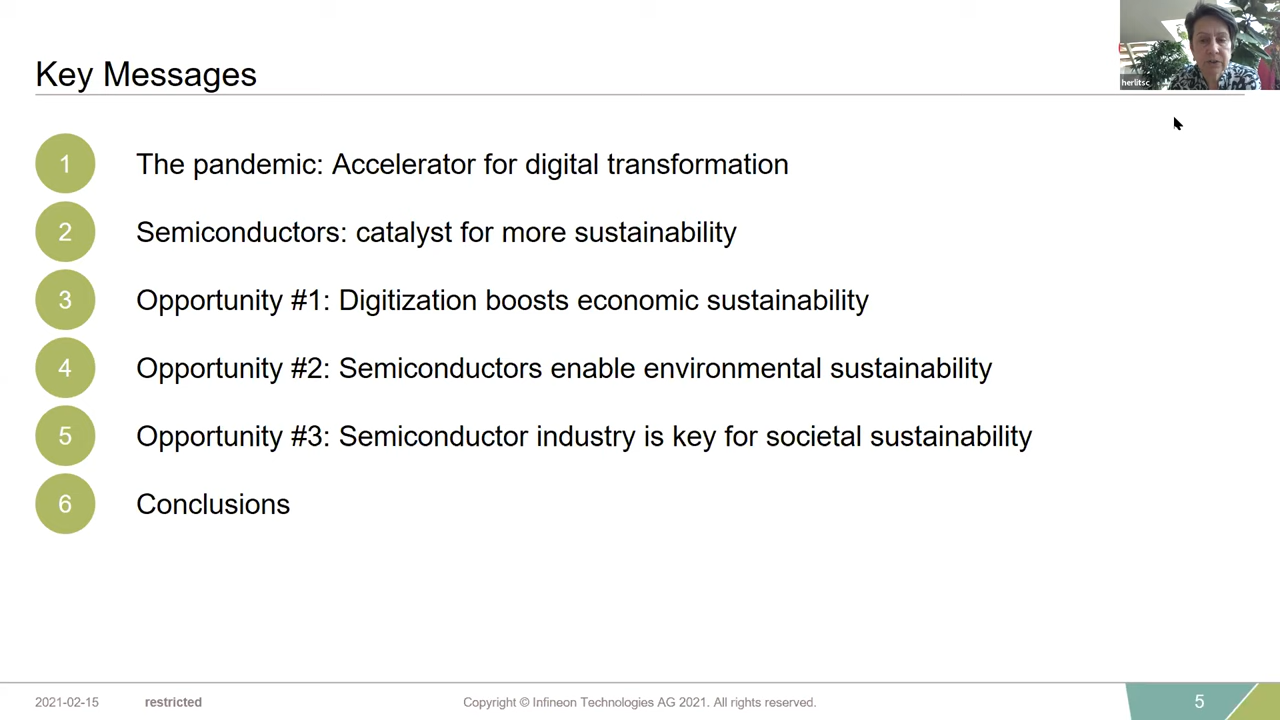 Key Messages
herlitsc
1 The pandemic: Accelerator for digital transformation
2 Semiconductors: catalyst for more sustainability
3 Opportunity #1: Digitization boosts economic sustainability
4 Opportunity #2: Semiconductors enable environmental sustainability
5 Opportunity #3: Semiconductor industry is key for societal sustainability
6 Conclusions
2021-02-15 restricted Copyright © Infineon Technologies AG 2021. All rights reserved. 5